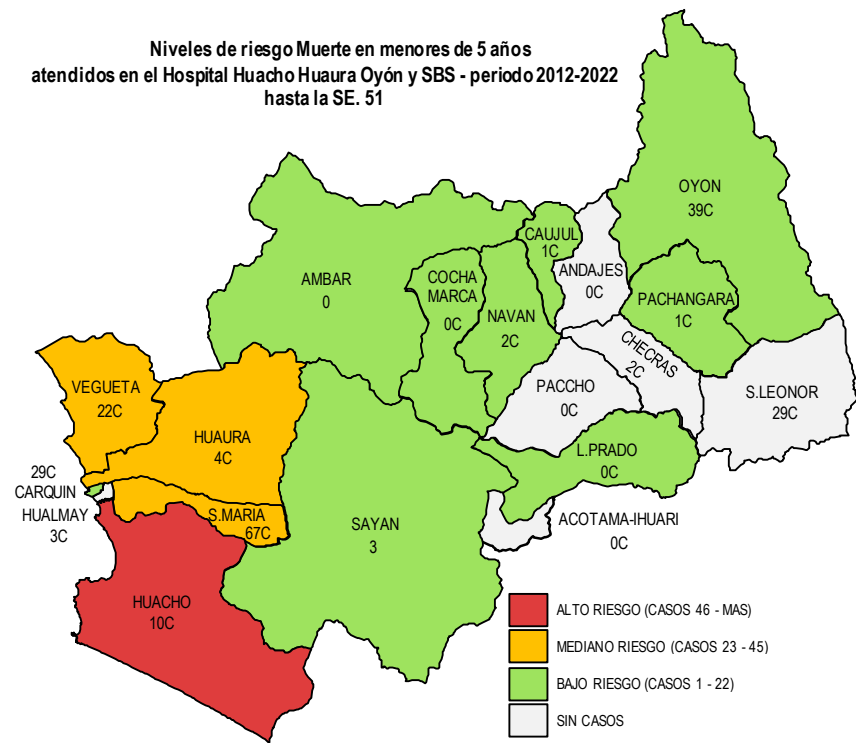 Niveles de riesgo Muerte en menores de 5 años
atendidos en el Hospital Huacho Huaura Oyón y SBS - periodo 2012-2022
hasta la SE. 51
OYON
39C
CAUJUL
1C
ANDAJES
0C
AMBAR
0
COCHA
MARCA
0C
NAVAN
2C
PACHANGARA
1C
CHECRAS
2C
VEGUETA
22C
PACCHO
0C
S.LEONOR
29C
HUAURA
4C
L.PRADO
0C
29C
CARQUIN
HUALMAY
3C
S.MARIA
67C
SAYAN
3
ACOTAMA-IHUARI
0C
HUACHO
10C
ALTO RIESGO (CASOS 46 - MAS)
MEDIANO RIESGO (CASOS 23 - 45)
BAJO RIESGO (CASOS 1 - 22)
SIN CASOS